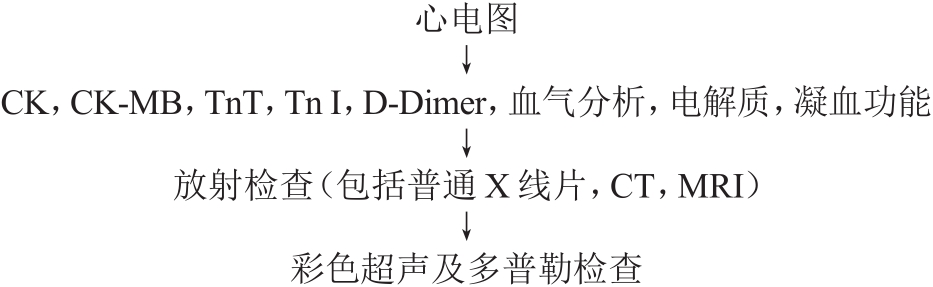 心电图
↓
CK, CK-MB, TnT, Tn I, D-Dimer, 血气分析, 电解质, 凝血功能
↓
放射检查(包括普通 X 线片, CT, MRI)
↓
彩色超声及多普勒检查